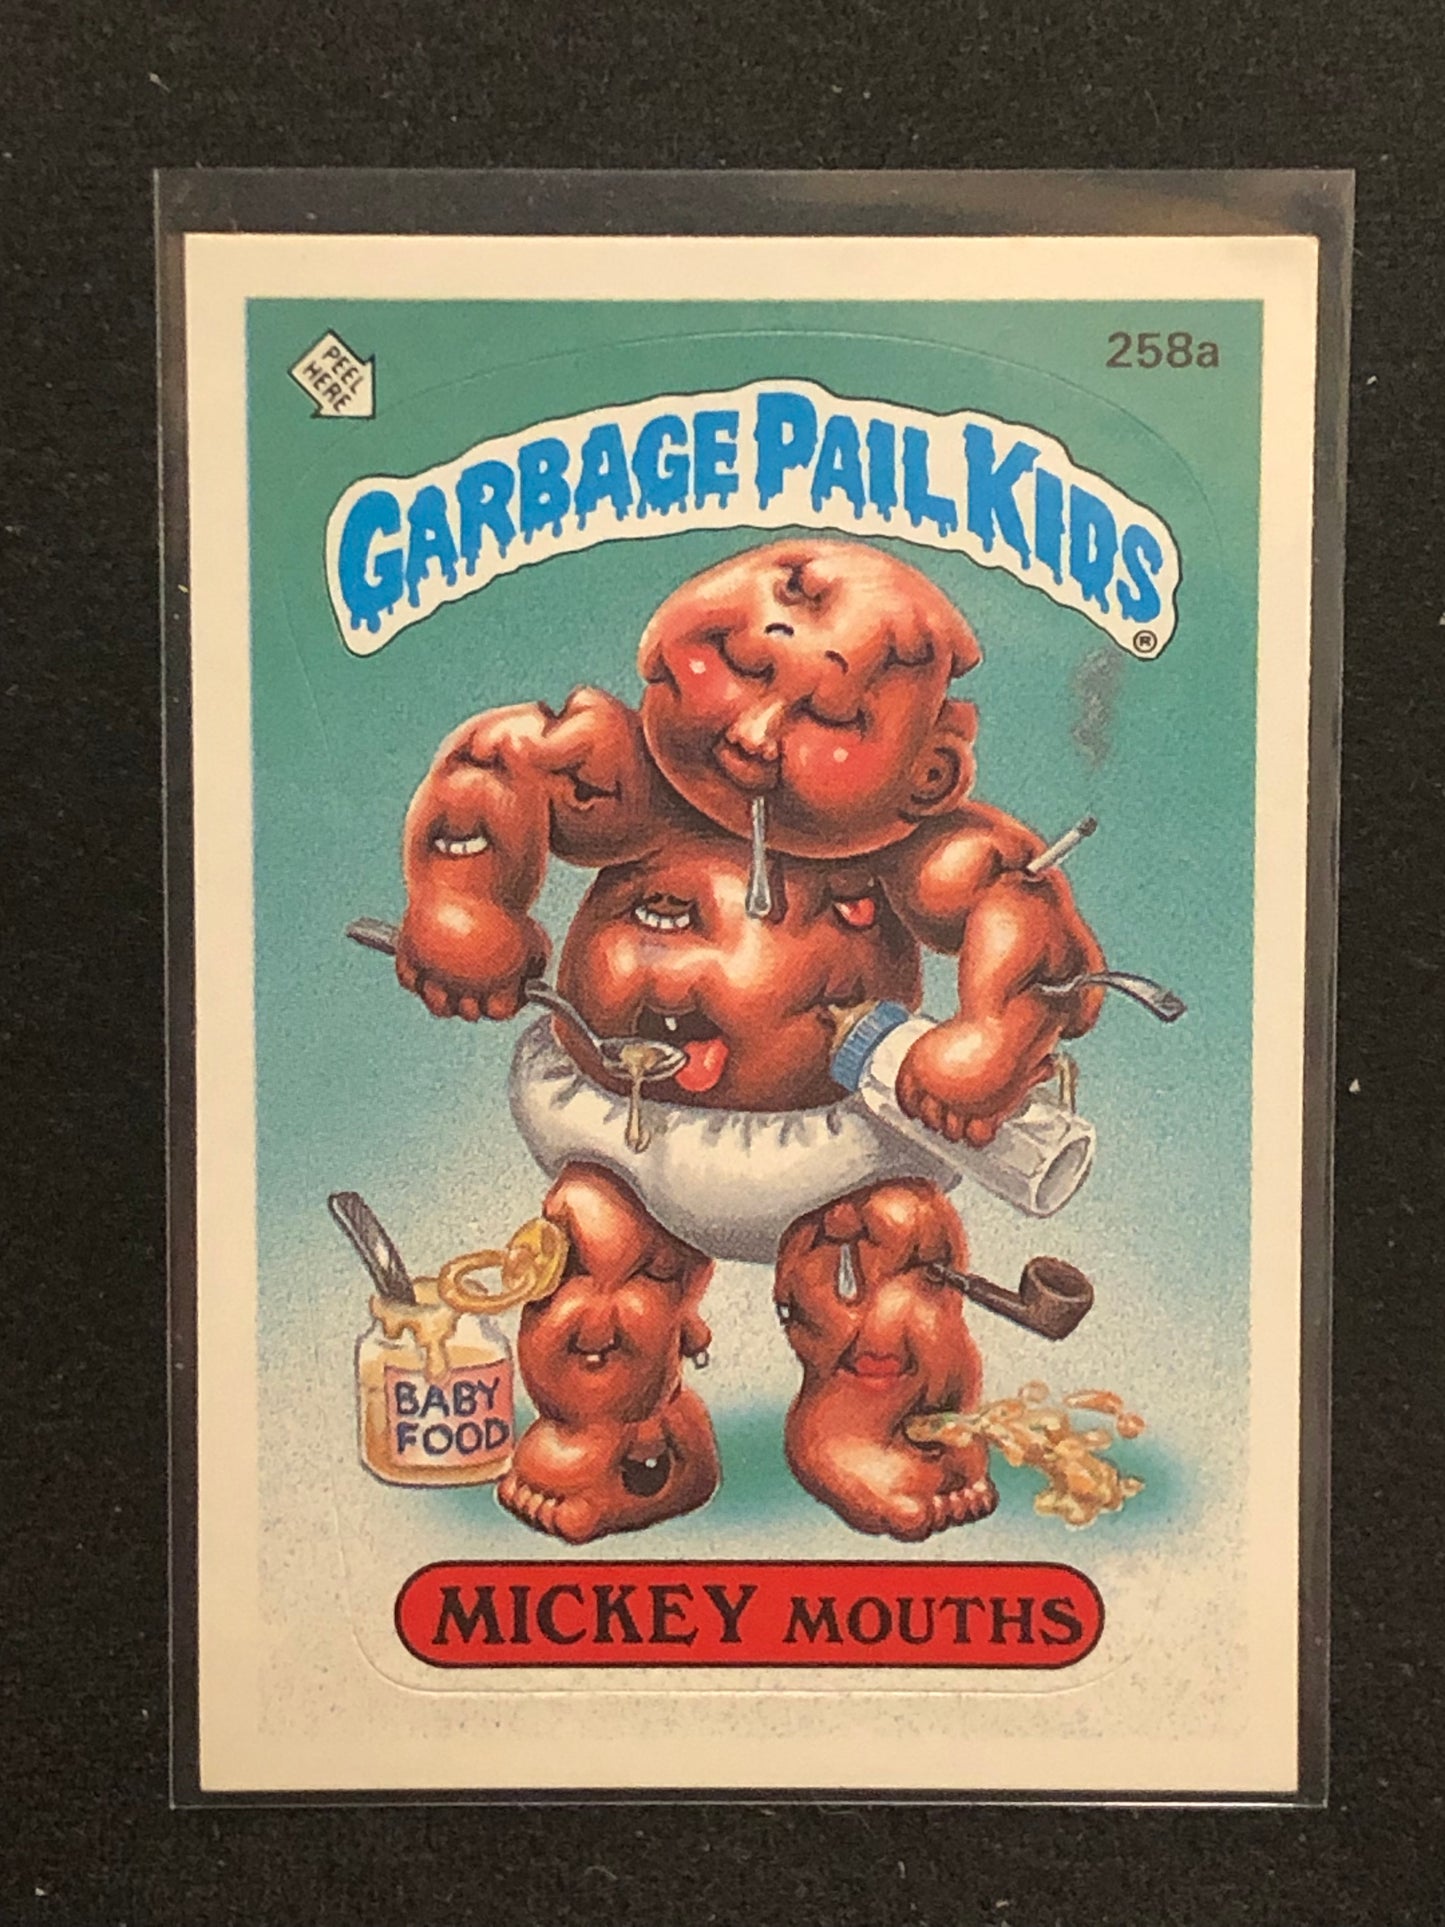 PEEL
HERE
258a
GARBAGE PAIL KIDS
®
BABY
FOOD
MICKEY MOUTHS